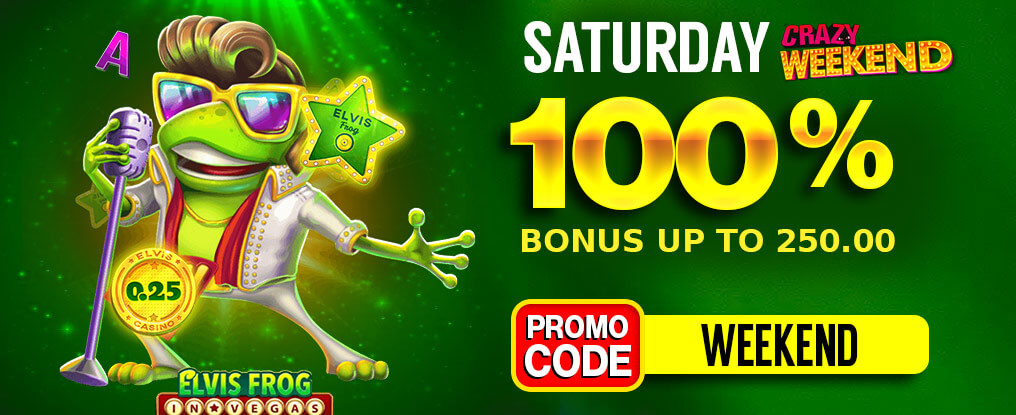 A
ELVIS
Frog
ELVIS
0.25
CASINO
ELVIS FROG
IN VEGAS
SATURDAY
CRAZY
WEEKEND
100%
BONUS UP TO 250.00
PROMO
CODE
WEEKEND